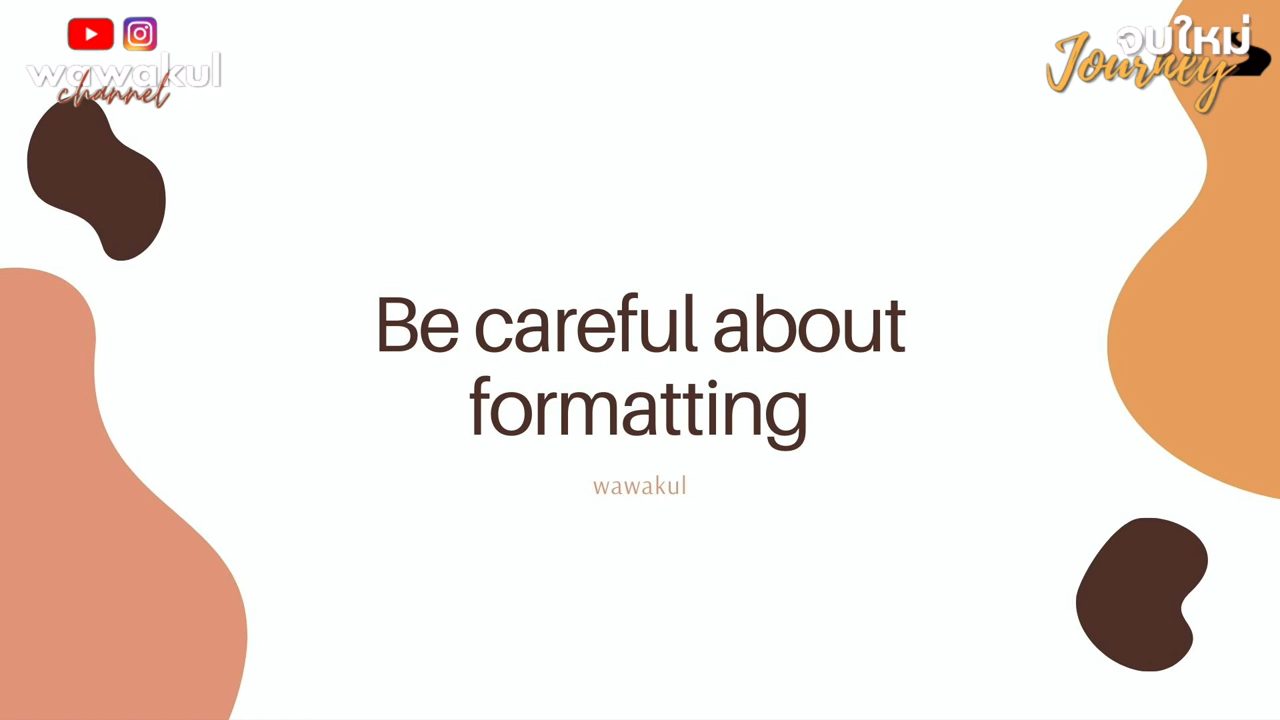 wawakul
channel
จบใหม่
Journey
Be careful about
formatting
wawakul